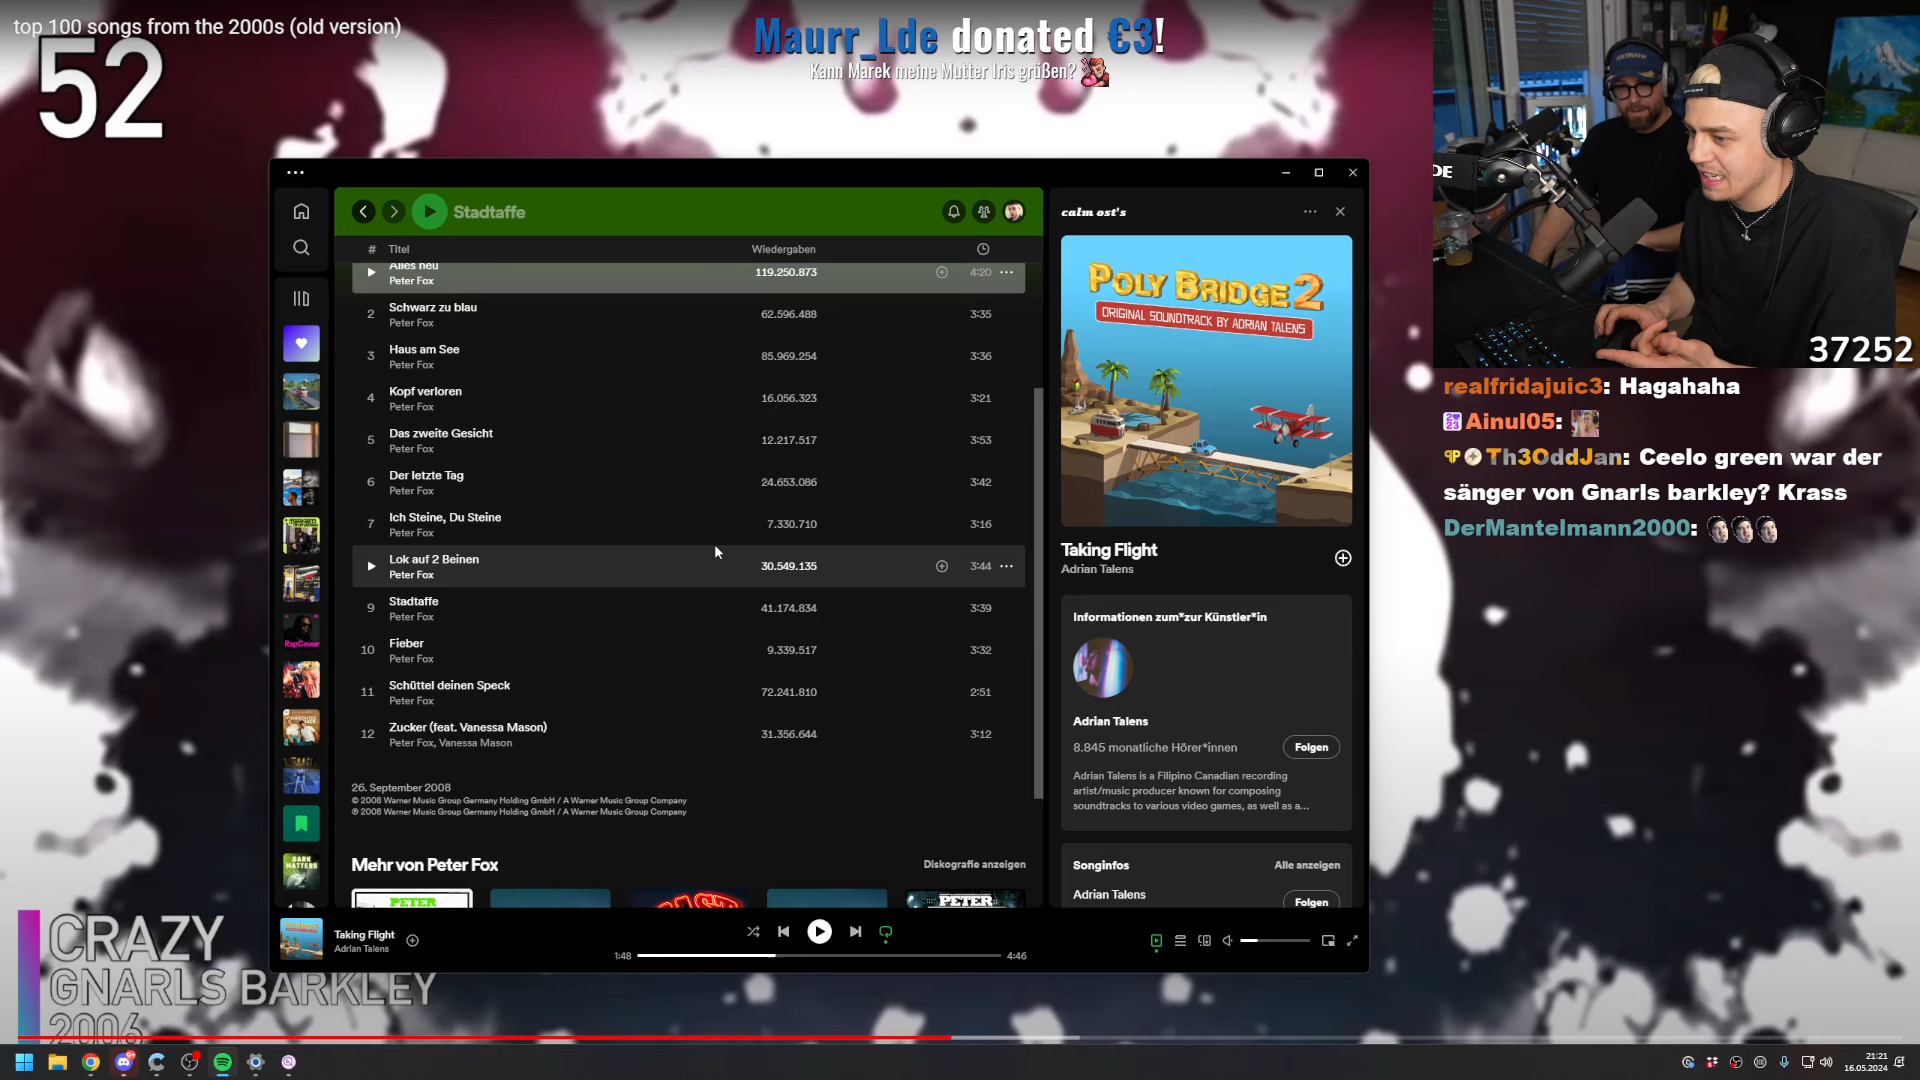 top 100 songs from the 2000s (old version)
52
Maurr_Lde donated €3!
Kann Marek meine Mutter Iris grüßen?
37252
realfridajuic3: Hagahaha
Ainul05:
Th3OddJan: Ceelo green war der
sänger von Gnarls barkley? Krass
DerMantelmann2000:
Stadtaffe
# Titel Wiedergaben
Alles neu 119.250.873 4:20
Peter Fox
2 Schwarz zu blau 62.596.488 3:35
Peter Fox
3 Haus am See 85.969.254 3:36
Peter Fox
4 Kopf verloren 16.056.323 3:21
Peter Fox
5 Das zweite Gesicht 12.217.517 3:53
Peter Fox
6 Der letzte Tag 24.653.086 3:42
Peter Fox
7 Ich Steine, Du Steine 7.330.710 3:16
Peter Fox
Lok auf 2 Beinen 30.549.135 3:44
Peter Fox
9 Stadtaffe 41.174.834 3:39
Peter Fox
10 Fieber 9.339.517 3:32
Peter Fox
11 Schüttel deinen Speck 72.241.810 2:51
Peter Fox
12 Zucker (feat. Vanessa Mason) 31.356.644 3:12
Peter Fox, Vanessa Mason
26. September 2008
© 2008 Warner Music Group Germany Holding GmbH / A Warner Music Group Company
℗ 2008 Warner Music Group Germany Holding GmbH / A Warner Music Group Company
Mehr von Peter Fox Diskografie anzeigen
PETER
PETER
calm ost's
POLY BRIDGE 2
ORIGINAL SOUNDTRACK BY ADRIAN TALENS
Taking Flight
Adrian Talens
Informationen zum*zur Künstler*in
Adrian Talens
8.845 monatliche Hörer*innen Folgen
Adrian Talens is a Filipino Canadian recording
artist/music producer known for composing
soundtracks to various video games, as well as a...
Songinfos Alle anzeigen
Adrian Talens Folgen
Taking Flight
Adrian Talens
1:48 4:46
CRAZY
GNARLS BARKLEY
2006
21:21
16.05.2024